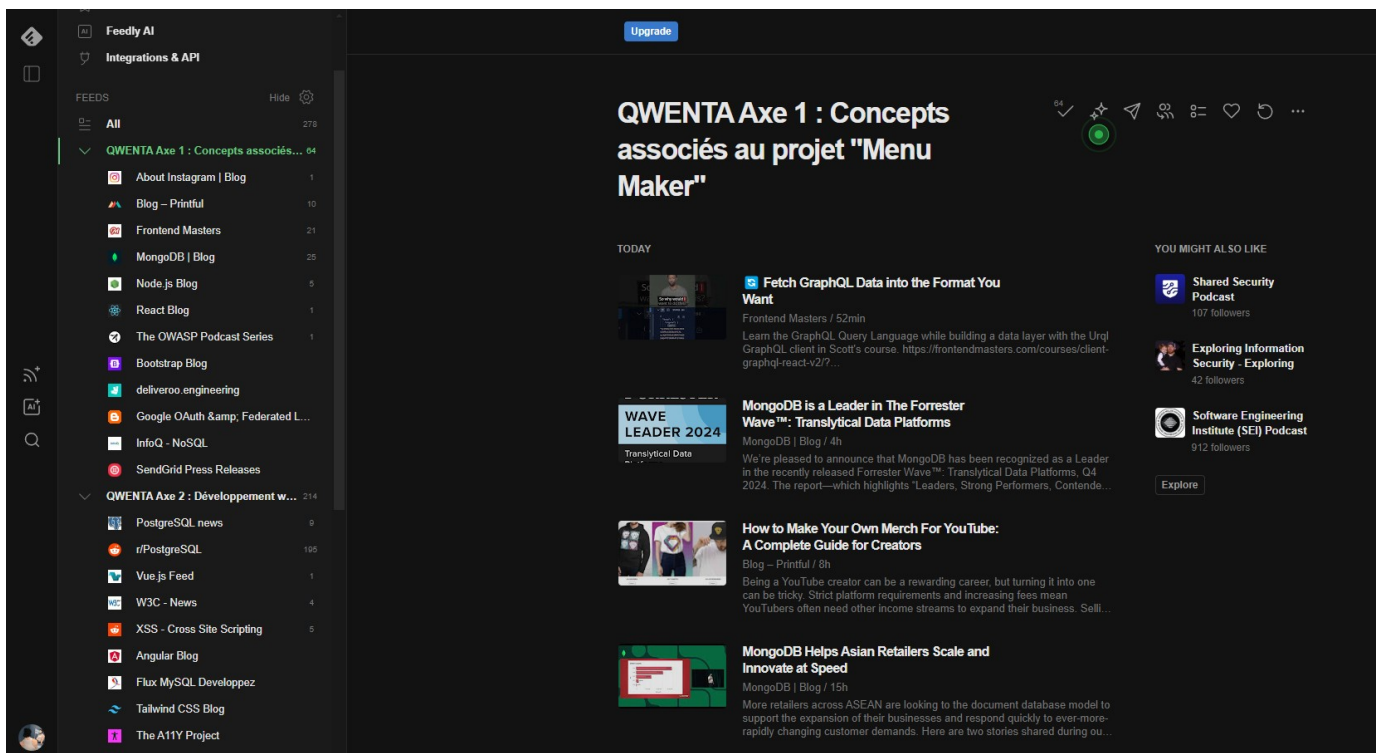 Feedly AI
Integrations & API
FEEDS Hide
All 278
QWENTA Axe 1 : Concepts associés... 64
About Instagram | Blog 1
Blog – Printful 10
Frontend Masters 21
MongoDB | Blog 25
Node.js Blog 5
React Blog 1
The OWASP Podcast Series 1
Bootstrap Blog
deliveroo.engineering
Google OAuth &amp; Federated L...
InfoQ - NoSQL
SendGrid Press Releases
QWENTA Axe 2 : Développement w... 214
PostgreSQL news 9
r/PostgreSQL 195
Vue.js Feed 1
W3C - News 4
XSS - Cross Site Scripting 5
Angular Blog
Flux MySQL Developpez
Tailwind CSS Blog
The A11Y Project
Upgrade
QWENTA Axe 1 : Concepts
associés au projet "Menu
Maker"
64
TODAY
Fetch GraphQL Data into the Format You
Want
Frontend Masters / 52min
Learn the GraphQL Query Language while building a data layer with the Urql
GraphQL client in Scott's course. https://frontendmasters.com/courses/client-
graphql-react-v2/?...
WAVE
LEADER 2024
Translytical Data
MongoDB is a Leader in The Forrester
Wave™: Translytical Data Platforms
MongoDB | Blog / 4h
We're pleased to announce that MongoDB has been recognized as a Leader
in the recently released Forrester Wave™: Translytical Data Platforms, Q4
2024. The report—which highlights "Leaders, Strong Performers, Contende...
How to Make Your Own Merch For YouTube:
A Complete Guide for Creators
Blog – Printful / 8h
Being a YouTube creator can be a rewarding career, but turning it into one
can be tricky. Strict platform requirements and increasing fees mean
YouTubers often need other income streams to expand their business. Selli...
MongoDB Helps Asian Retailers Scale and
Innovate at Speed
MongoDB | Blog / 15h
More retailers across ASEAN are looking to the document database model to
support the expansion of their businesses and respond quickly to ever-more-
rapidly changing customer demands. Here are two stories shared during ou...
YOU MIGHT ALSO LIKE
Shared Security
Podcast
107 followers
Exploring Information
Security - Exploring
42 followers
Software Engineering
Institute (SEI) Podcast
912 followers
Explore